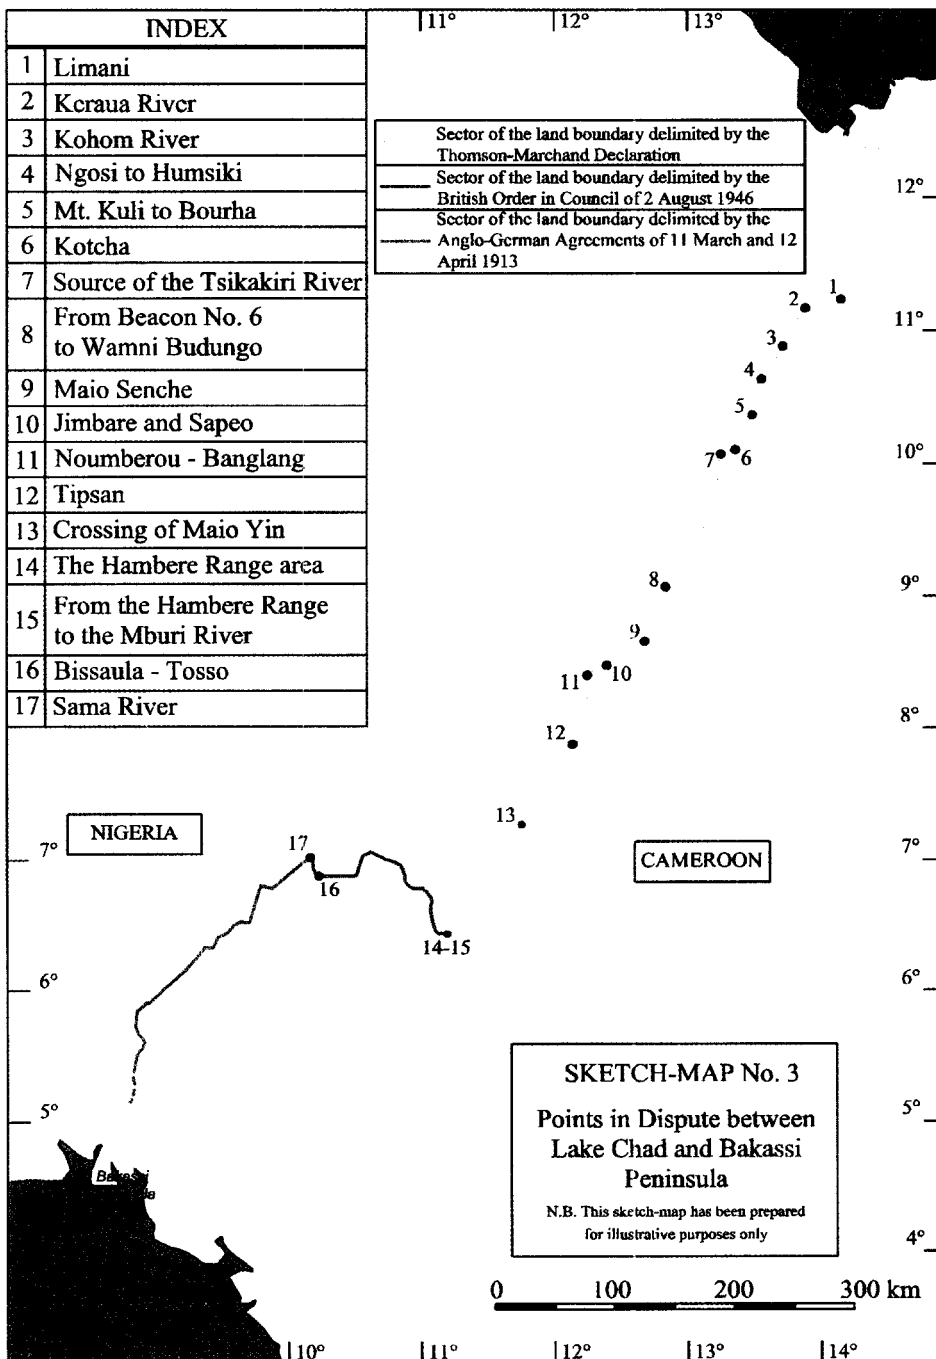 INDEX
1 Limani
2 Keraua River
3 Kohom River
4 Ngosi to Humsiki
5 Mt. Kuli to Bourha
6 Kotcha
7 Source of the Tsikakiri River
8 From Beacon No. 6
to Wamni Budungo
9 Maio Senche
10 Jimbare and Sapeo
11 Noumberou - Banglang
12 Tipsan
13 Crossing of Maio Yin
14 The Hambere Range area
15 From the Hambere Range
to the Mburi River
16 Bissaula - Tosso
17 Sama River
11° 12° 13°
Sector of the land boundary delimited by the
Thomson-Marchand Declaration
Sector of the land boundary delimited by the
British Order in Council of 2 August 1946
Sector of the land boundary delimited by the
Anglo-German Agreements of 11 March and 12
April 1913
12°
1
2
11°
3
4
5
10°
6
7
9°
8
9
10
11
8°
12
13
NIGERIA
CAMEROON
7° 7°
17
16
14-15
6° 6°
5° 5°
Bakassi
SKETCH-MAP No. 3
Points in Dispute between
Lake Chad and Bakassi
Peninsula
N.B. This sketch-map has been prepared
for illustrative purposes only
4°
0 100 200 300 km
10° 11° 12° 13° 14°